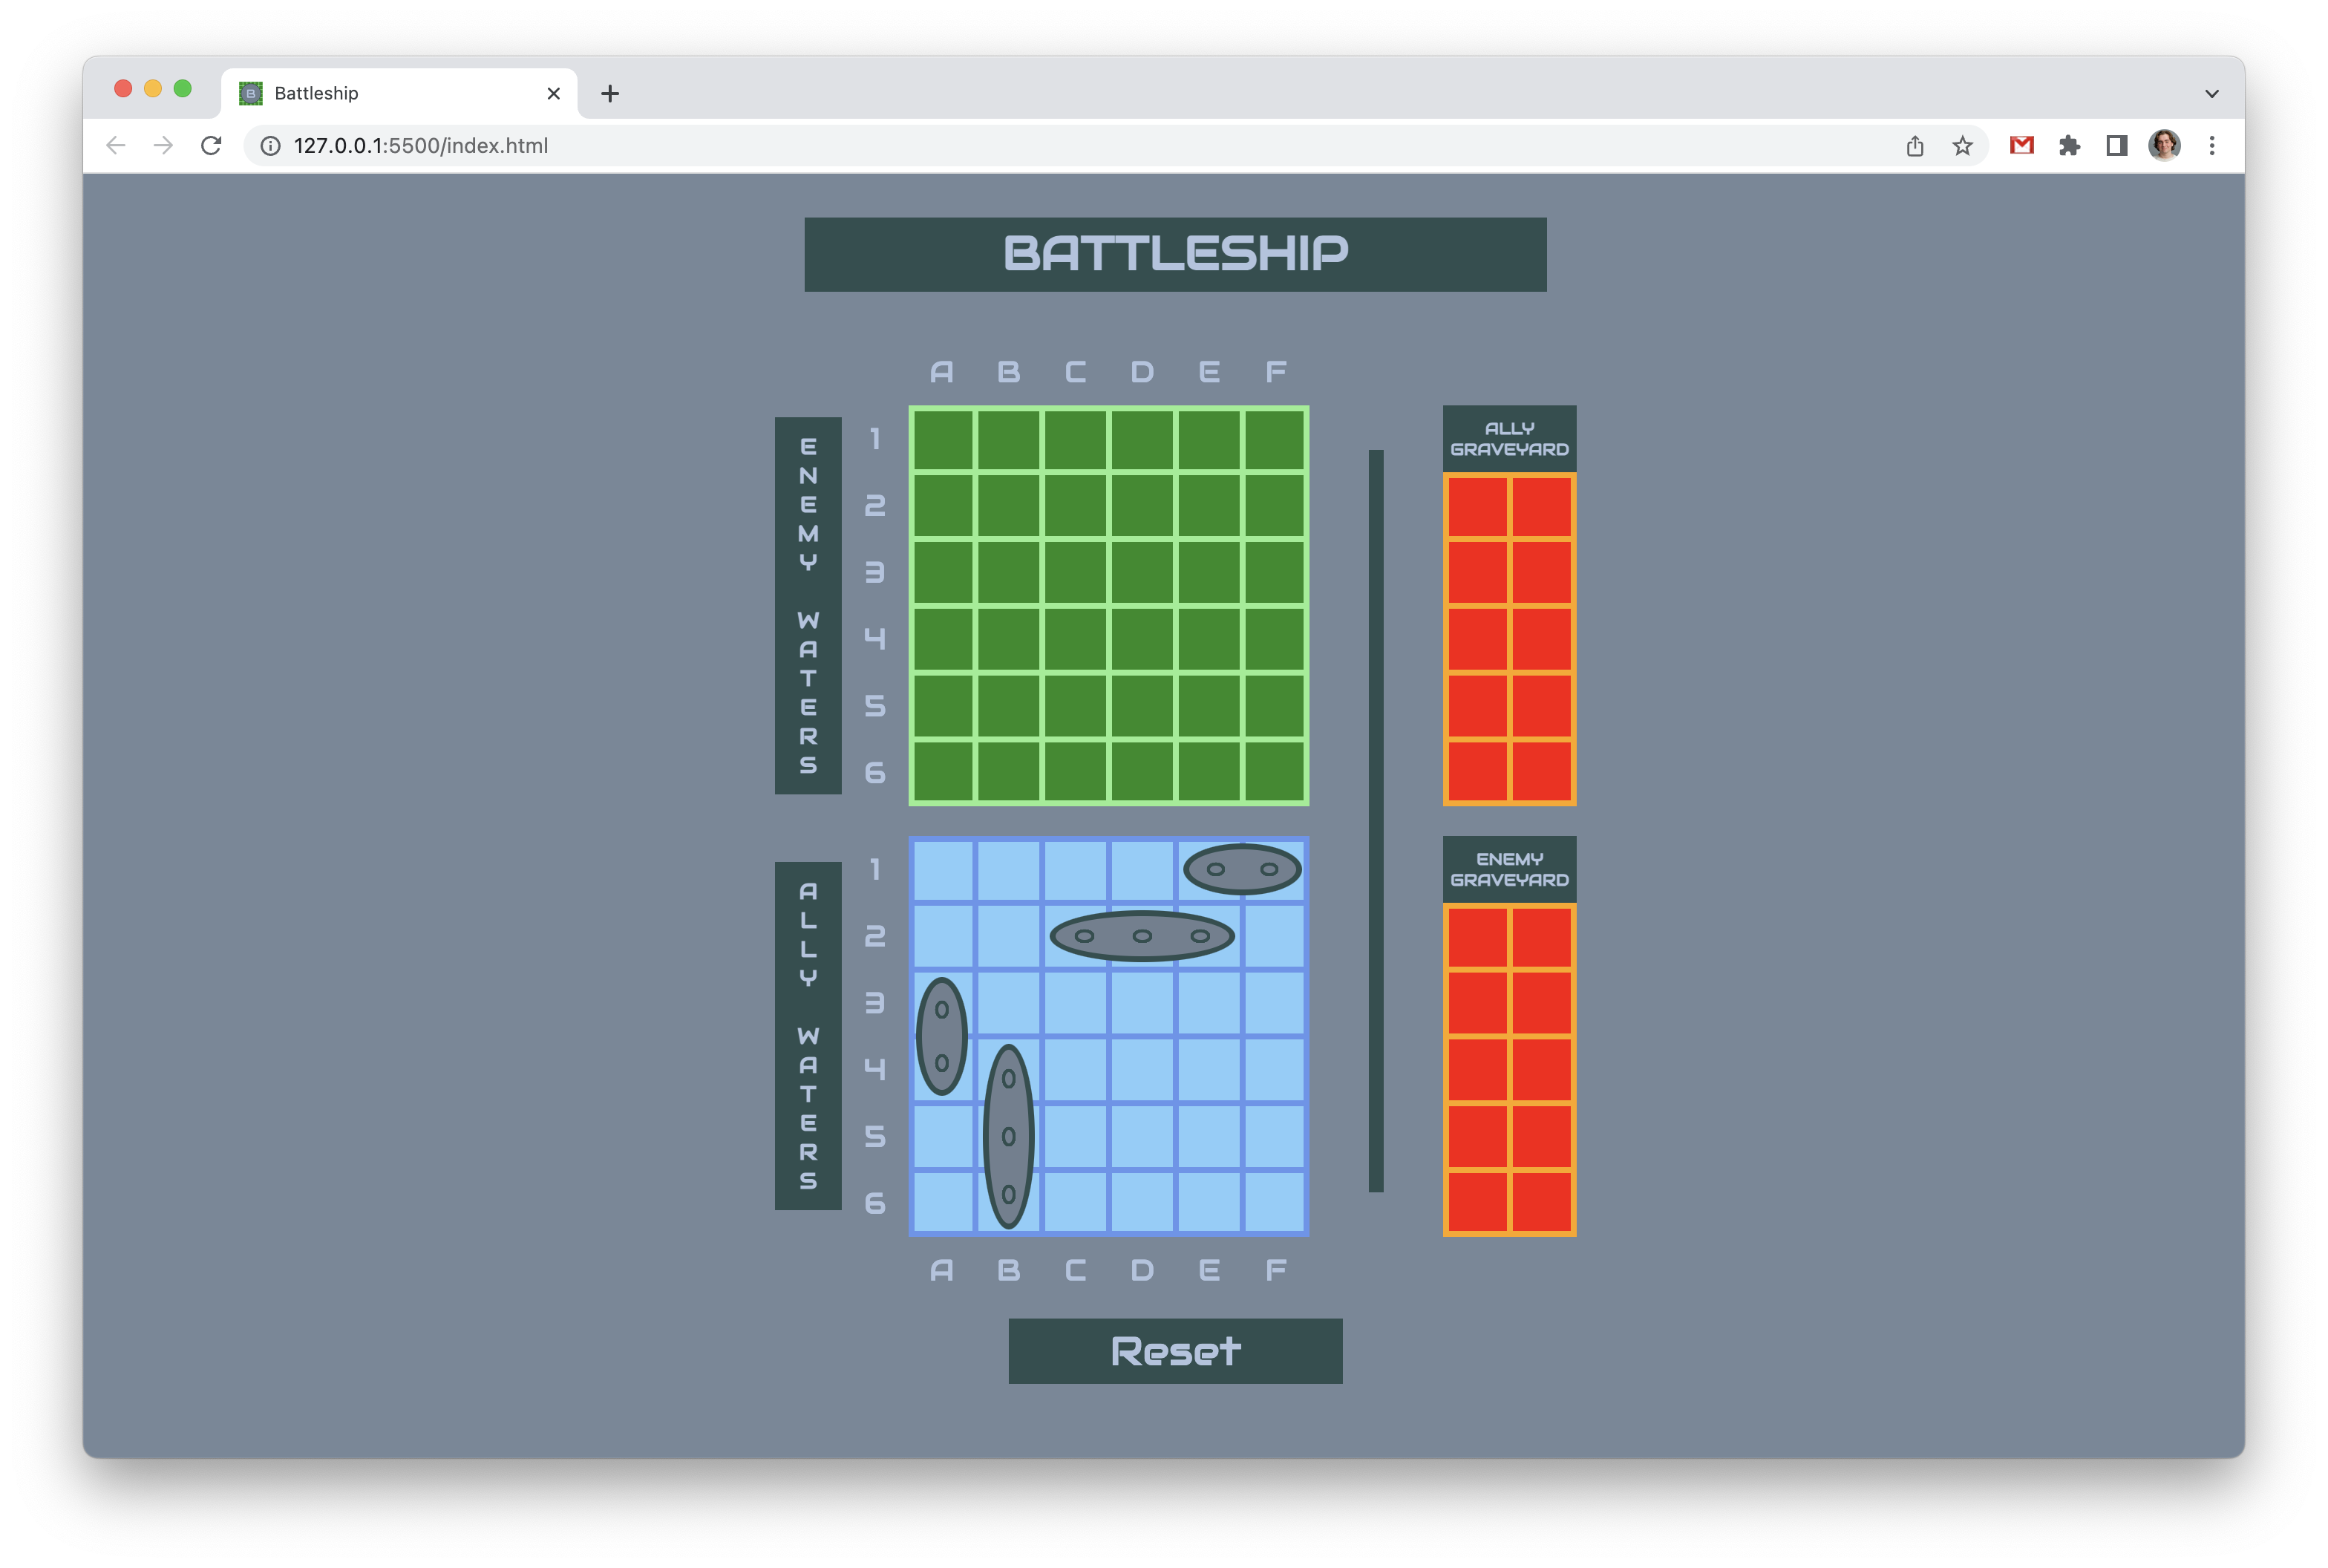 Battleship
127.0.0.1:5500/index.html
BATTLESHIP
A B C D E F
ENEMY WATERS
1
2
3
4
5
6
ALLY
GRAVEYARD
ALLY WATERS
1
2
3
4
5
6
ENEMY
GRAVEYARD
A B C D E F
Reset